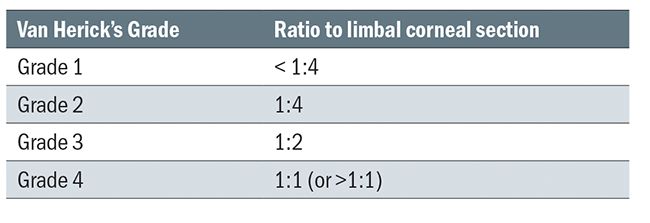 Van Herick's Grade Ratio to limbal corneal section
Grade 1 < 1:4
Grade 2 1:4
Grade 3 1:2
Grade 4 1:1 (or >1:1)